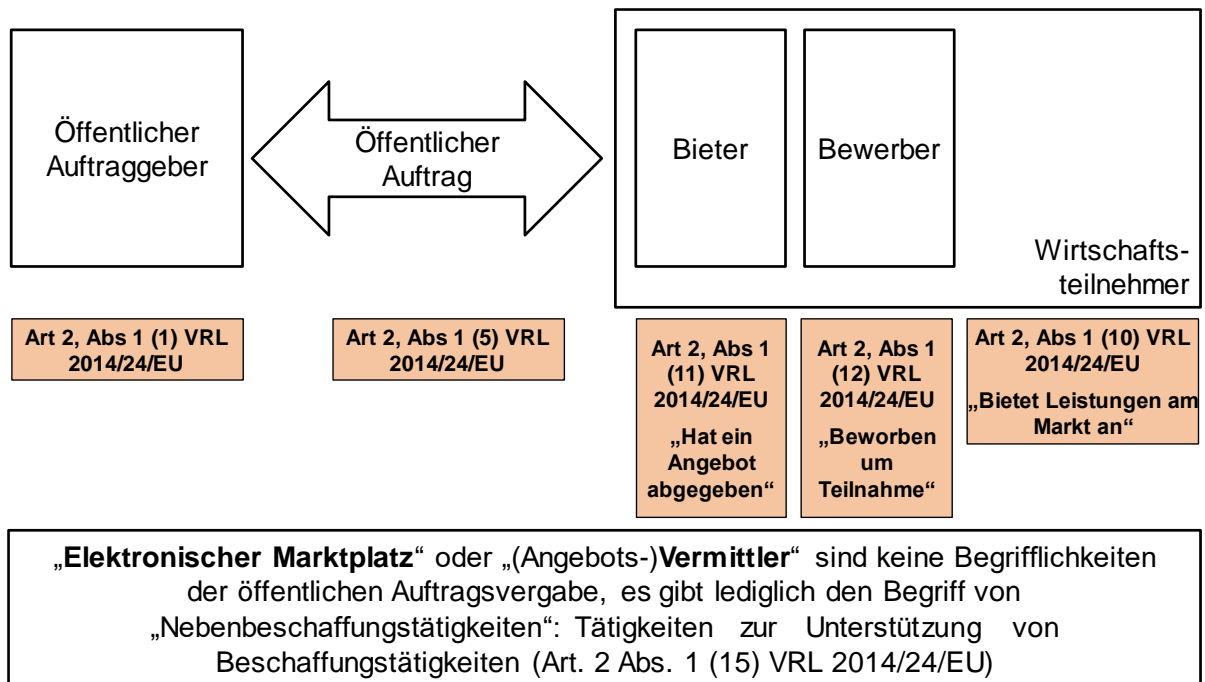 Öffentlicher
Auftraggeber
Öffentlicher
Auftrag
Bieter
Bewerber
Wirtschafts-
teilnehmer
Art 2, Abs 1 (1) VRL
2014/24/EU
Art 2, Abs 1 (5) VRL
2014/24/EU
Art 2, Abs 1
(11) VRL
2014/24/EU
„Hat ein
Angebot
abgegeben“
Art 2, Abs 1
(12) VRL
2014/24/EU
„Beworben
um
Teilnahme“
Art 2, Abs 1 (10) VRL
2014/24/EU
„Bietet Leistungen am
Markt an“
„Elektronischer Marktplatz“ oder „(Angebots-)Vermittler“ sind keine Begrifflichkeiten
der öffentlichen Auftragsvergabe, es gibt lediglich den Begriff von
„Nebenbeschaffungstätigkeiten“: Tätigkeiten zur Unterstützung von
Beschaffungstätigkeiten (Art. 2 Abs. 1 (15) VRL 2014/24/EU)